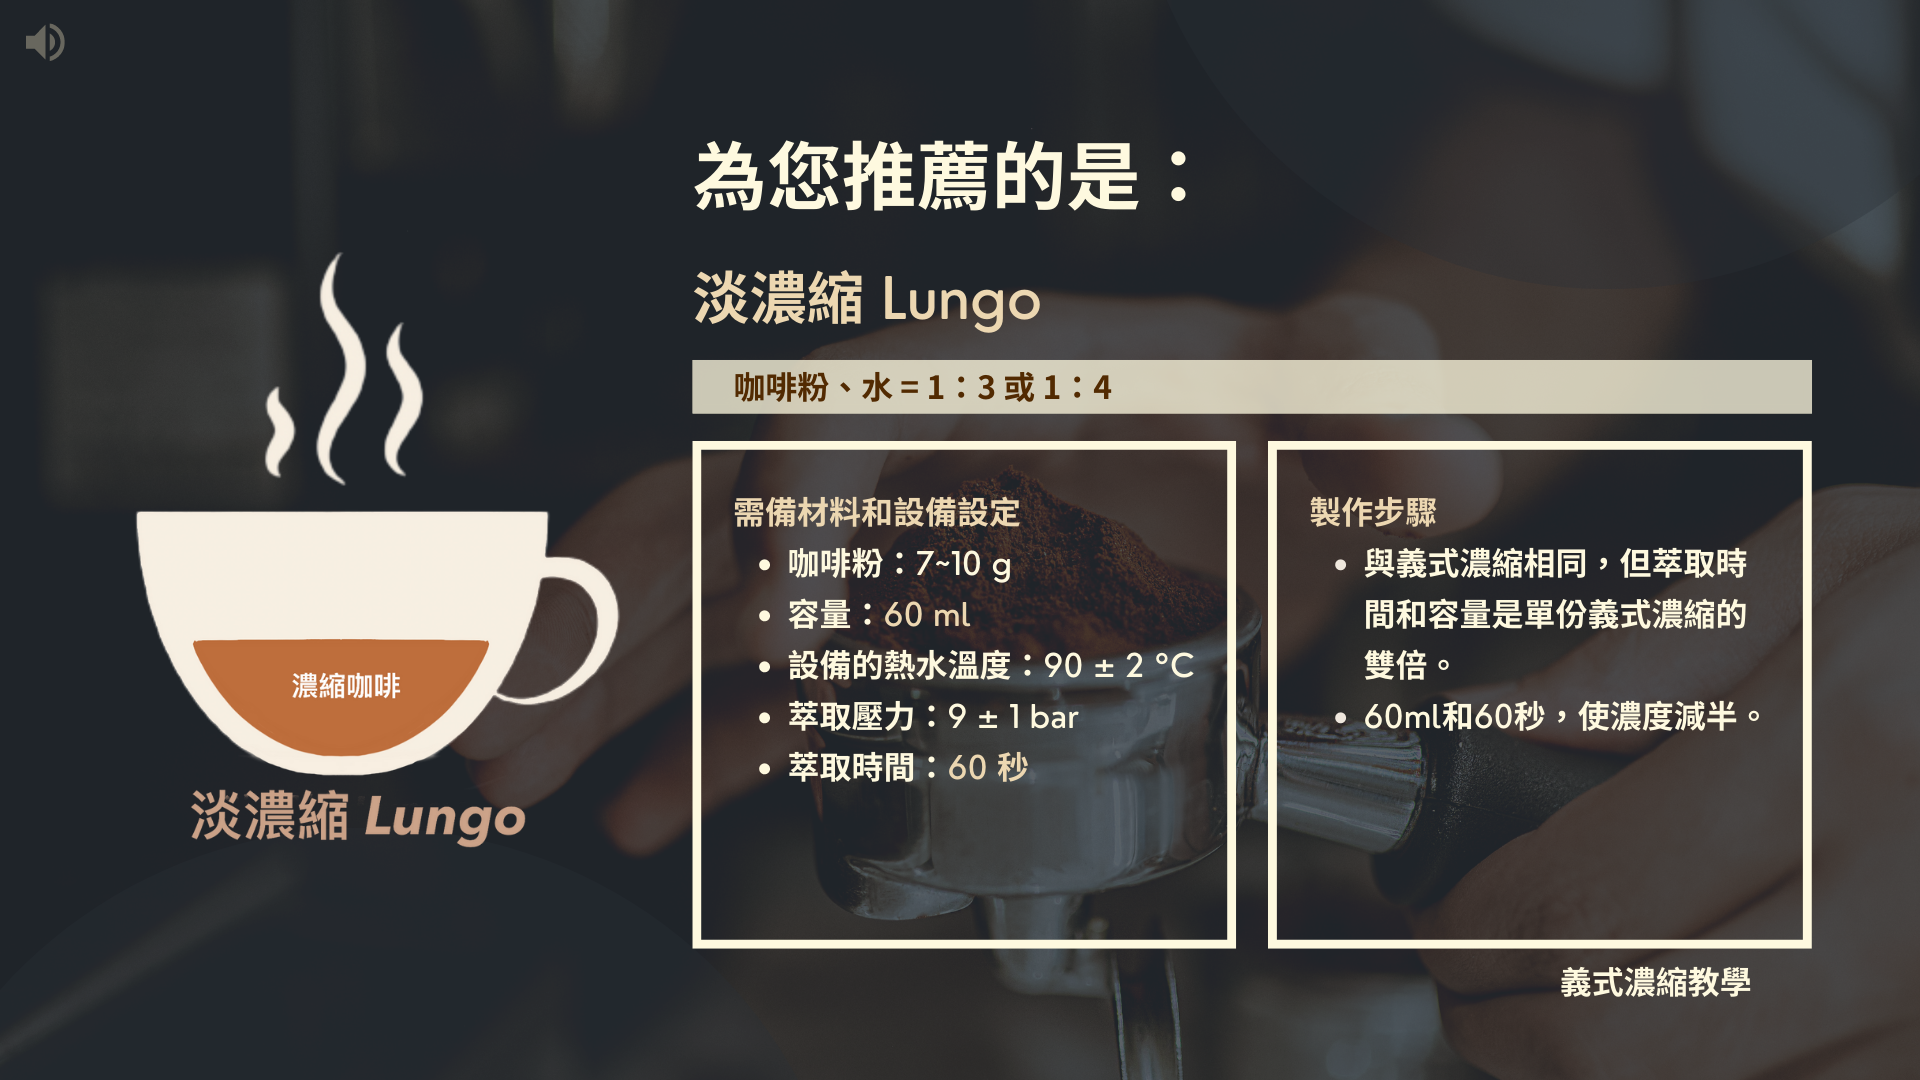 為您推薦的是：
淡濃縮 Lungo
咖啡粉、水 = 1：3 或 1：4
需備材料和設備設定
咖啡粉：7~10 g
容量：60 ml
設備的熱水溫度：90 ± 2 °C
萃取壓力：9 ± 1 bar
萃取時間：60 秒
製作步驟
與義式濃縮相同，但萃取時
間和容量是單份義式濃縮的
雙倍。
60ml和60秒，使濃度減半。
濃縮咖啡
淡濃縮 Lungo
義式濃縮教學